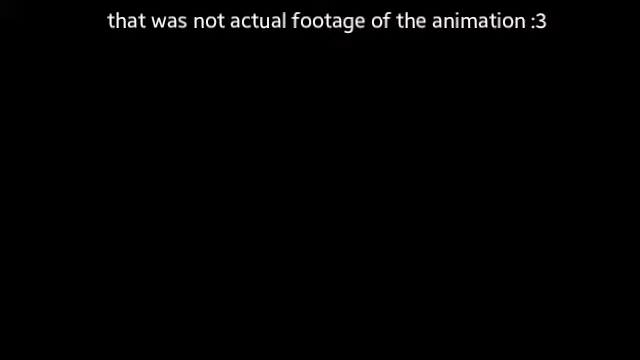 that was not actual footage of the animation :3